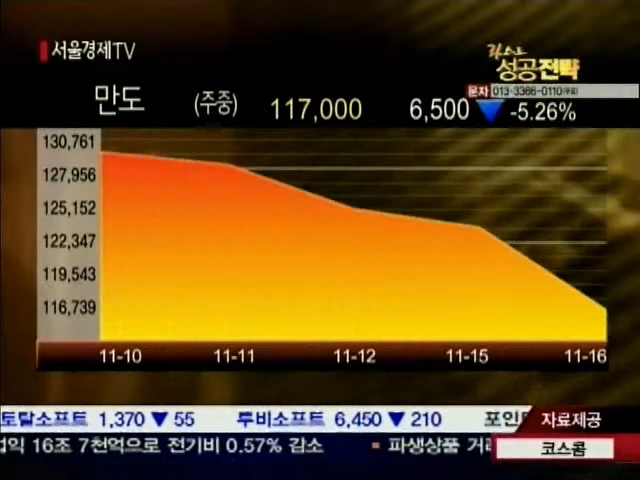 서울경제TV
성공전략
문자 013-3366-0110
만도 (주중) 117,000 6,500 ▼ -5.26%
130,761
127,956
125,152
122,347
119,543
116,739
11-10 11-11 11-12 11-15 11-16
토탈소프트 1,370 ▼ 55 투비소프트 6,450 ▼ 210 포인트
자료제공
16조 7천억으로 전기비 0.57% 감소 ▪ 파생상품
코스콤